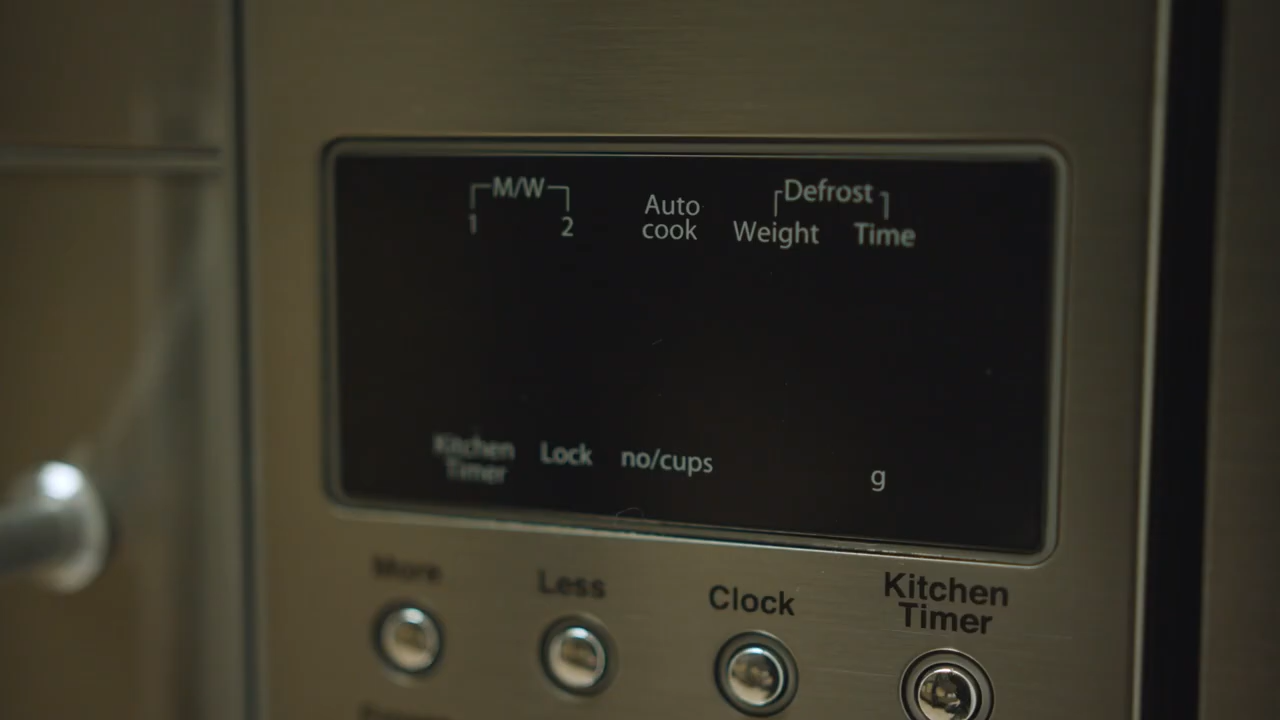 M/W
1 2
Auto
cook
Defrost
Weight Time
Kitchen
Timer
Lock
no/cups
g
More
Less
Clock
Kitchen
Timer